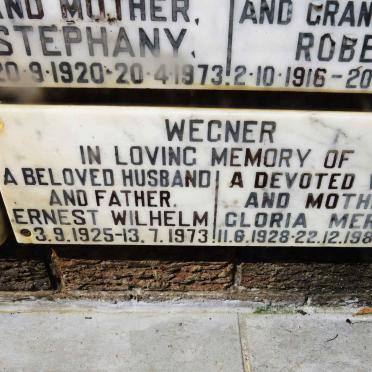 AND MOTHER,
STEPHANY,
20·9·1920-20·4·1973
AND GRAN
ROBE
2·10·1916-20
WEGNER
IN LOVING MEMORY OF
A BELOVED HUSBAND
AND FATHER.
ERNEST WILHELM
3.9.1925-13.7.1973
A DEVOTED
AND MOTH
GLORIA MER
11.6.1928-22.12.198